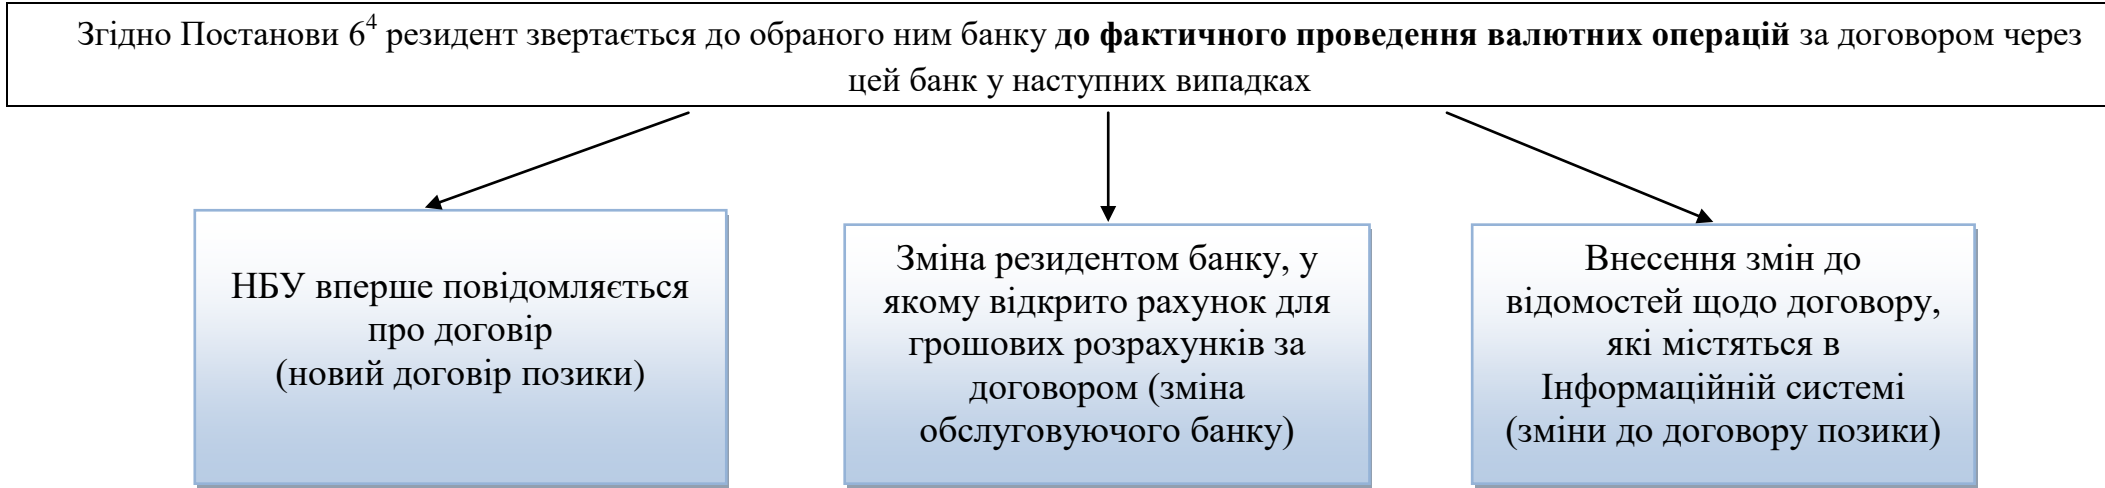 Згідно Постанови 6⁴ резидент звертається до обраного ним банку до фактичного проведення валютних операцій за договором через
цей банк у наступних випадках
НБУ вперше повідомляється
про договір
(новий договір позики)
Зміна резидентом банку, у
якому відкрито рахунок для
грошових розрахунків за
договором (зміна
обслуговуючого банку)
Внесення змін до
відомостей щодо договору,
які містяться в
Інформаційній системі
(зміни до договору позики)